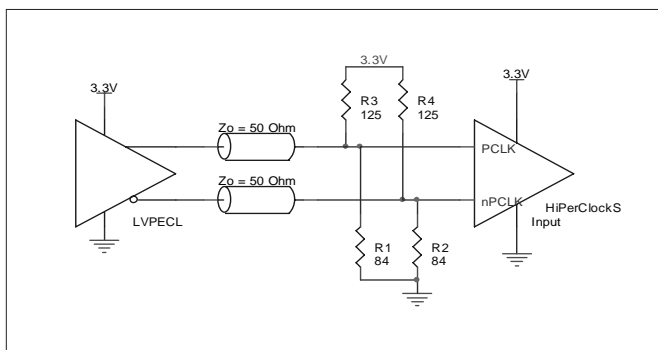 3.3V
3.3V
3.3V
R3
125
R4
125
Zo = 50 Ohm
PCLK
Zo = 50 Ohm
nPCLK
HiPerClockS
Input
LVPECL
R1
84
R2
84